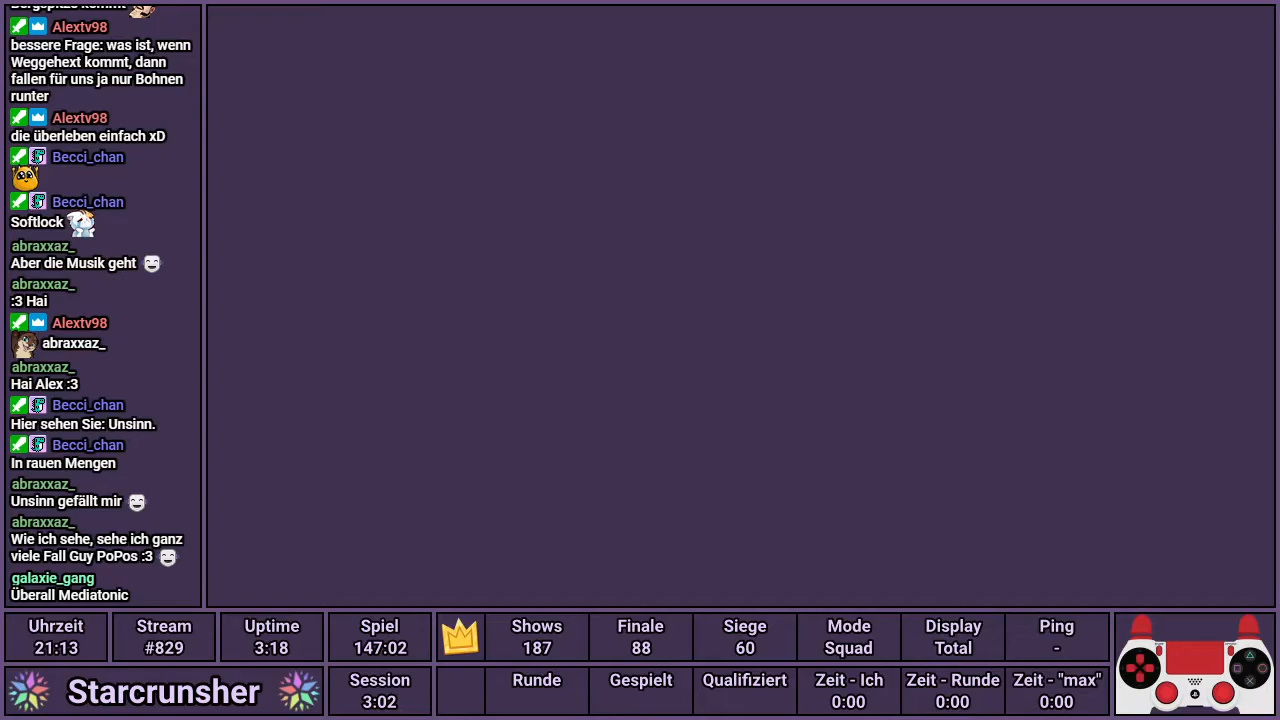 Bergspitze kommt
Alextv98
bessere Frage: was ist, wenn
Weggehext kommt, dann
fallen für uns ja nur Bohnen
runter
Alextv98
die überleben einfach xD
Becci_chan
Becci_chan
Softlock
abraxxaz_
Aber die Musik geht
abraxxaz_
:3 Hai
Alextv98
abraxxaz_
abraxxaz_
Hai Alex :3
Becci_chan
Hier sehen Sie: Unsinn.
Becci_chan
In rauen Mengen
abraxxaz_
Unsinn gefällt mir
abraxxaz_
Wie ich sehe, sehe ich ganz
viele Fall Guy PoPos :3
galaxie_gang
Überall Mediatonic
Uhrzeit
21:13
Stream
#829
Uptime
3:18
Spiel
147:02
Shows
187
Finale
88
Siege
60
Mode
Squad
Display
Total
Ping
-
Starcrunsher
Session
3:02
Runde
Gespielt
Qualifiziert
Zeit - Ich
0:00
Zeit - Runde
0:00
Zeit - "max"
0:00